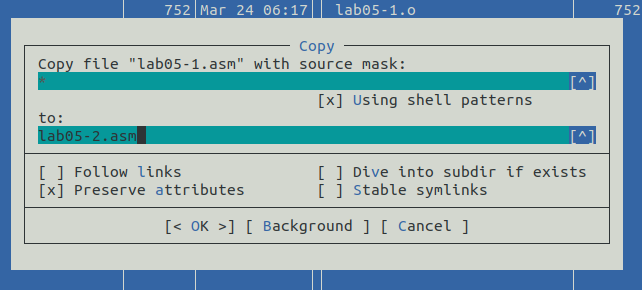 752 Mar 24 06:17 lab05-1.o 752
Copy
Copy file "lab05-1.asm" with source mask:
* [^]
[x] Using shell patterns
to:
lab05-2.asm [^]
[ ] Follow links [ ] Dive into subdir if exists
[x] Preserve attributes [ ] Stable symlinks
[< OK >] [ Background ] [ Cancel ]